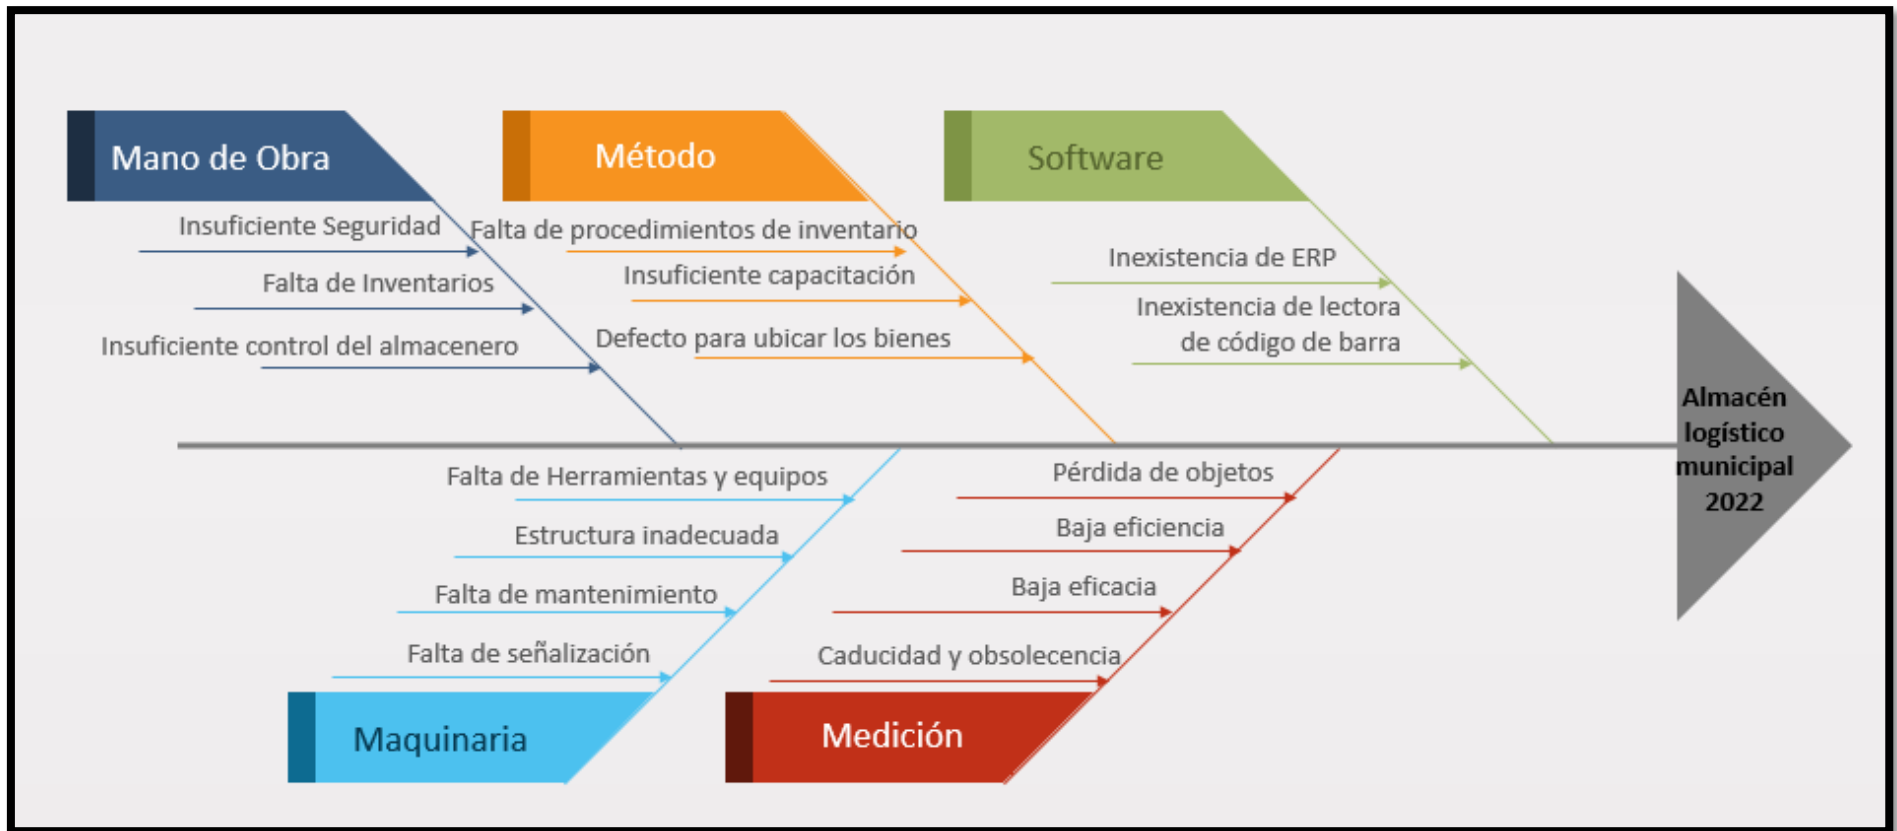 Mano de Obra
Método
Software
Insuficiente Seguridad
Falta de Inventarios
Insuficiente control del almacenero
Falta de procedimientos de inventario
Insuficiente capacitación
Defecto para ubicar los bienes
Inexistencia de ERP
Inexistencia de lectora
de código de barra
Almacén
logístico
municipal
2022
Falta de Herramientas y equipos
Estructura inadecuada
Falta de mantenimiento
Falta de señalización
Pérdida de objetos
Baja eficiencia
Baja eficacia
Caducidad y obsolecencia
Maquinaria
Medición